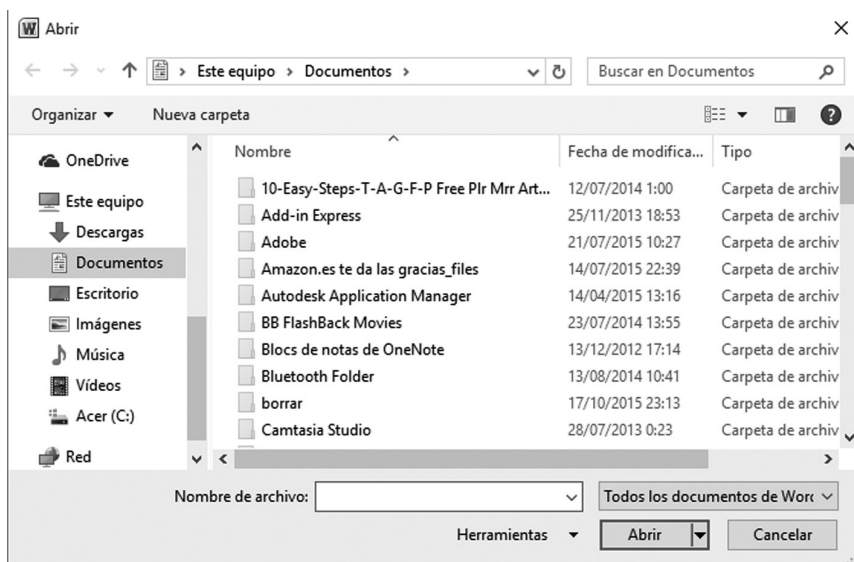 Abrir
Este equipo > Documentos >
Buscar en Documentos
Organizar
Nueva carpeta
Nombre
Fecha de modifica...
Tipo
OneDrive
Este equipo
Descargas
Documentos
Escritorio
Imágenes
Música
Vídeos
Acer (C:)
Red
10-Easy-Steps-T-A-G-F-P Free Plr Mrr Art... 12/07/2014 1:00 Carpeta de archiv
Add-in Express 25/11/2013 18:53 Carpeta de archiv
Adobe 21/07/2015 10:27 Carpeta de archiv
Amazon.es te da las gracias_files 14/07/2015 22:39 Carpeta de archiv
Autodesk Application Manager 14/04/2015 13:16 Carpeta de archiv
BB FlashBack Movies 23/07/2014 13:55 Carpeta de archiv
Blocs de notas de OneNote 13/12/2012 17:14 Carpeta de archiv
Bluetooth Folder 13/08/2014 10:41 Carpeta de archiv
borrar 17/10/2015 23:13 Carpeta de archiv
Camtasia Studio 28/07/2013 0:23 Carpeta de archiv
Nombre de archivo:
Todos los documentos de Worc
Herramientas
Abrir
Cancelar